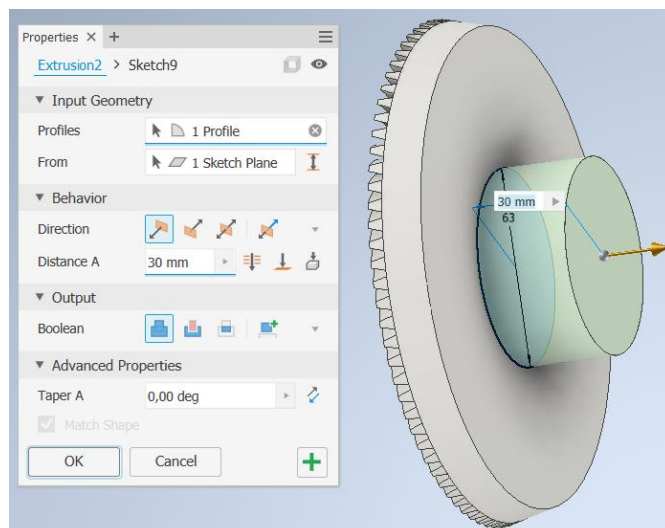 Properties × +
Extrusion2 > Sketch9
Input Geometry
Profiles 1 Profile
From 1 Sketch Plane
Behavior
Direction
Distance A 30 mm
Output
Boolean
Advanced Properties
Taper A 0,00 deg
Match Shape
OK Cancel
30 mm
63